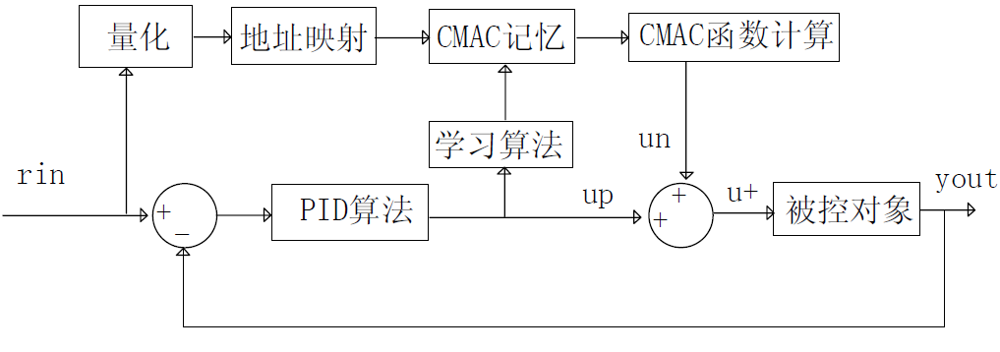 量化
地址映射
CMAC记忆
CMAC函数计算
学习算法
un
rin
up
u+
yout
+
−
PID算法
+
+
被控对象